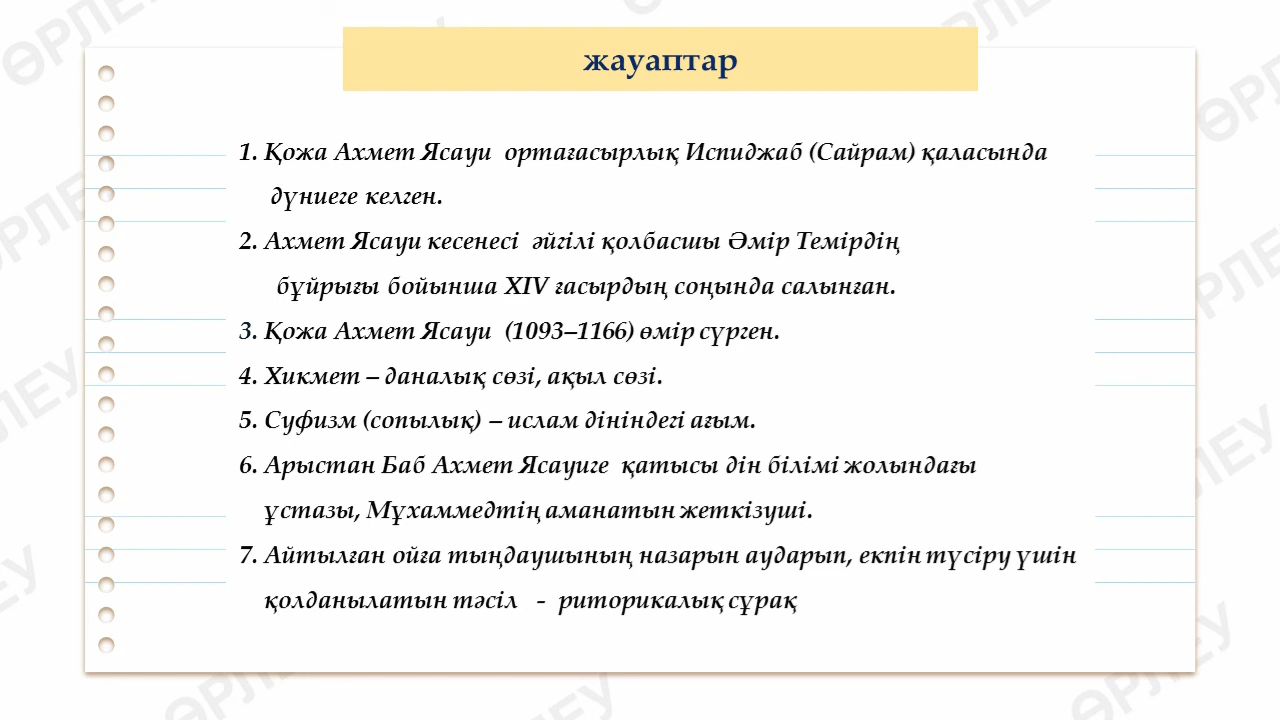 жауаптар
1. Қожа Ахмет Ясауи ортағасырлық Испиджаб (Сайрам) қаласында
дүниеге келген.
2. Ахмет Ясауи кесенесі әйгілі қолбасшы Әмір Темірдің
бұйрығы бойынша XIV ғасырдың соңында салынған.
3. Қожа Ахмет Ясауи (1093–1166) өмір сүрген.
4. Хикмет – даналық сөзі, ақыл сөзі.
5. Суфизм (сопылық) – ислам дініндегі ағым.
6. Арыстан Баб Ахмет Ясауиге қатысы дін білімі жолындағы
ұстазы, Мұхаммедтің аманатын жеткізуші.
7. Айтылған ойға тыңдаушының назарын аударып, екпін түсіру үшін
қолданылатын тәсіл - риторикалық сұрақ
ӨРЛЕУ